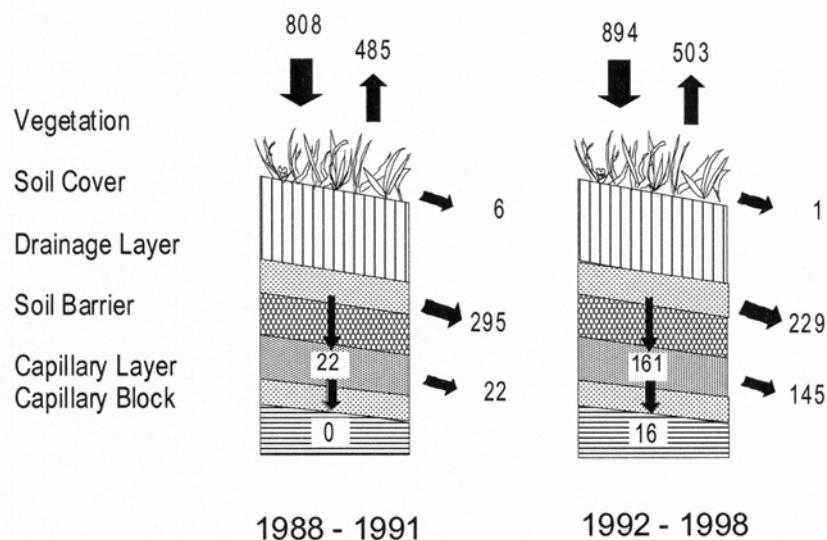 808
485
894
503
Vegetation
Soil Cover
6
1
Drainage Layer
Soil Barrier
295
229
Capillary Layer
22
161
Capillary Block
22
145
0
16
1988 - 1991
1992 - 1998